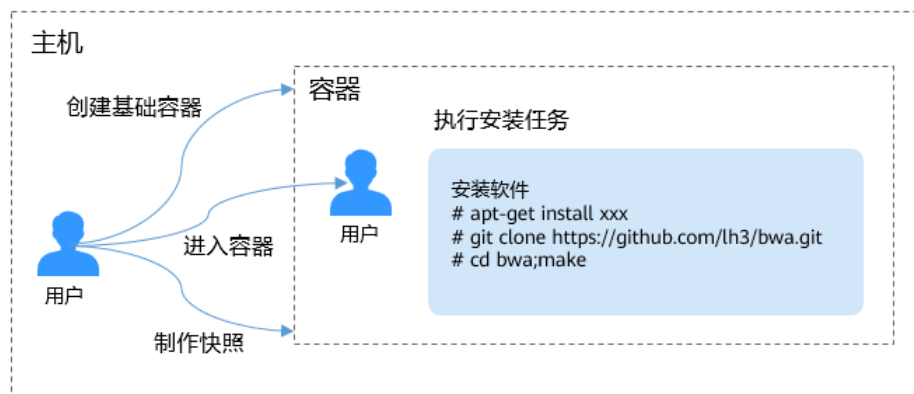 主机
创建基础容器
容器
执行安装任务
安装软件
# apt-get install xxx
# git clone https://github.com/lh3/bwa.git
# cd bwa;make
用户
进入容器
用户
制作快照